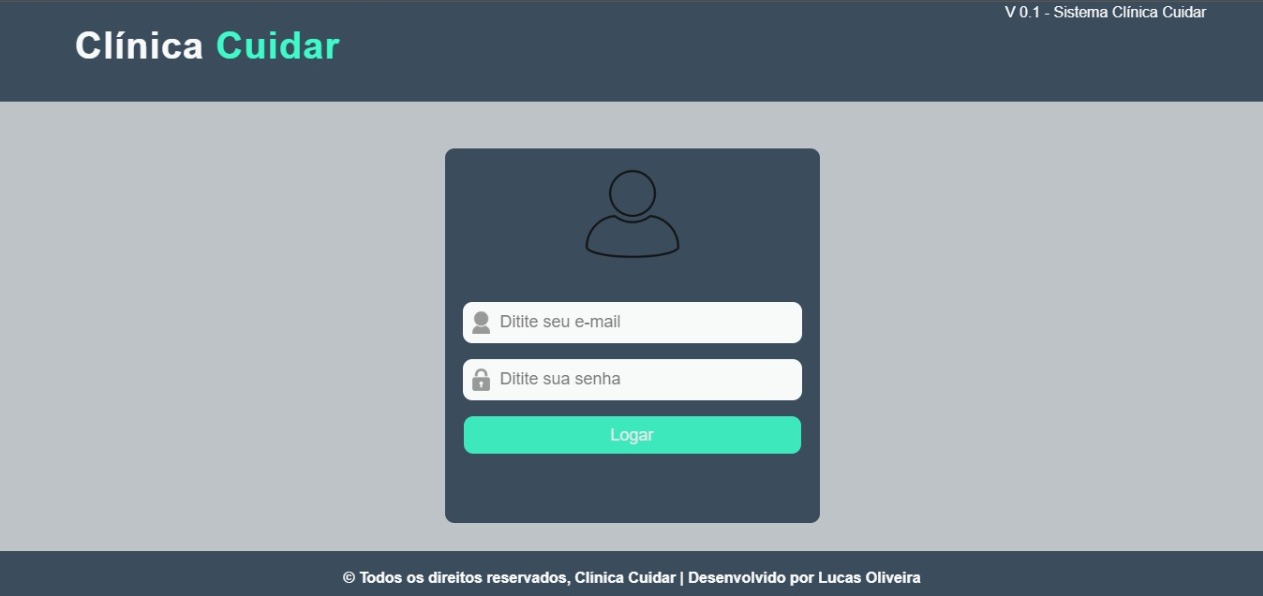 V 0.1 - Sistema Clínica Cuidar
Clínica Cuidar
Ditite seu e-mail
Ditite sua senha
Logar
© Todos os direitos reservados, Clínica Cuidar | Desenvolvido por Lucas Oliveira